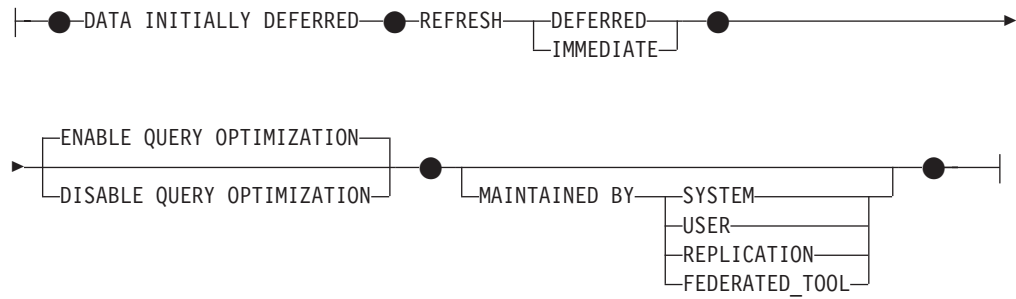 DATA INITIALLY DEFERRED REFRESH DEFERRED
IMMEDIATE
ENABLE QUERY OPTIMIZATION
DISABLE QUERY OPTIMIZATION
MAINTAINED BY SYSTEM
USER
REPLICATION
FEDERATED_TOOL